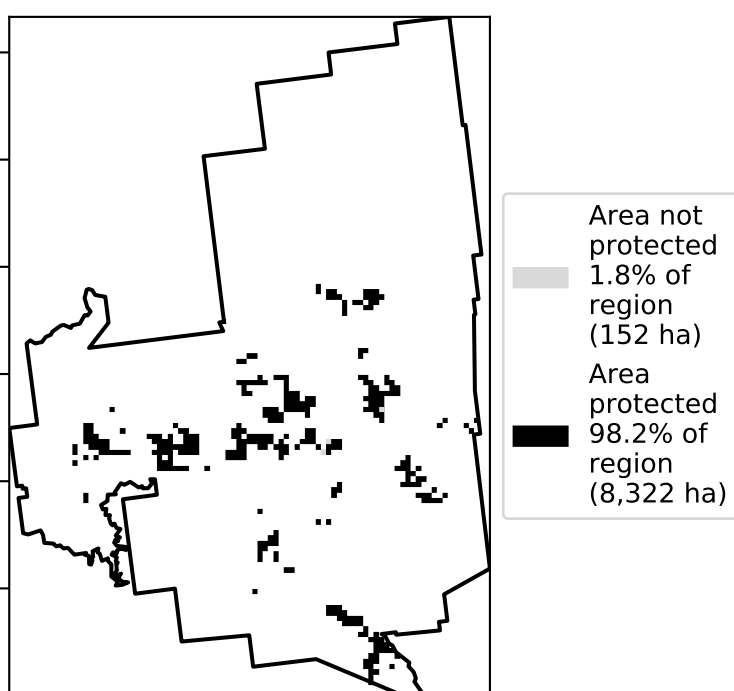 Area not
protected
1.8% of
region
(152 ha)
Area
protected
98.2% of
region
(8,322 ha)